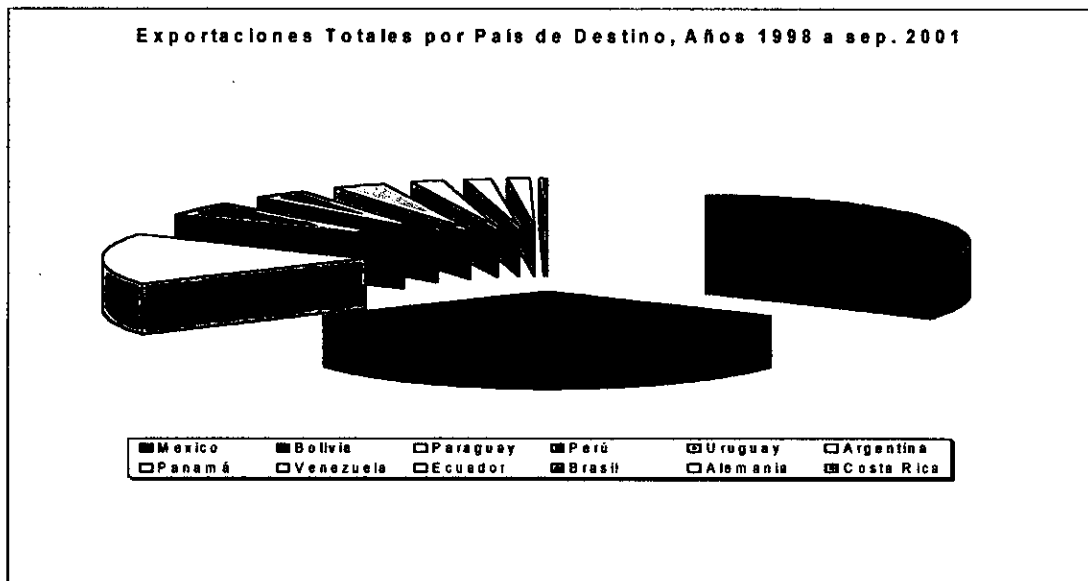 Exportaciones Totales por País de Destino, Años 1998 a sep. 2001
Mexico Bolivia Paraguay Perú Uruguay Argentina
Panamá Venezuela Ecuador Brasil Alemania Costa Rica